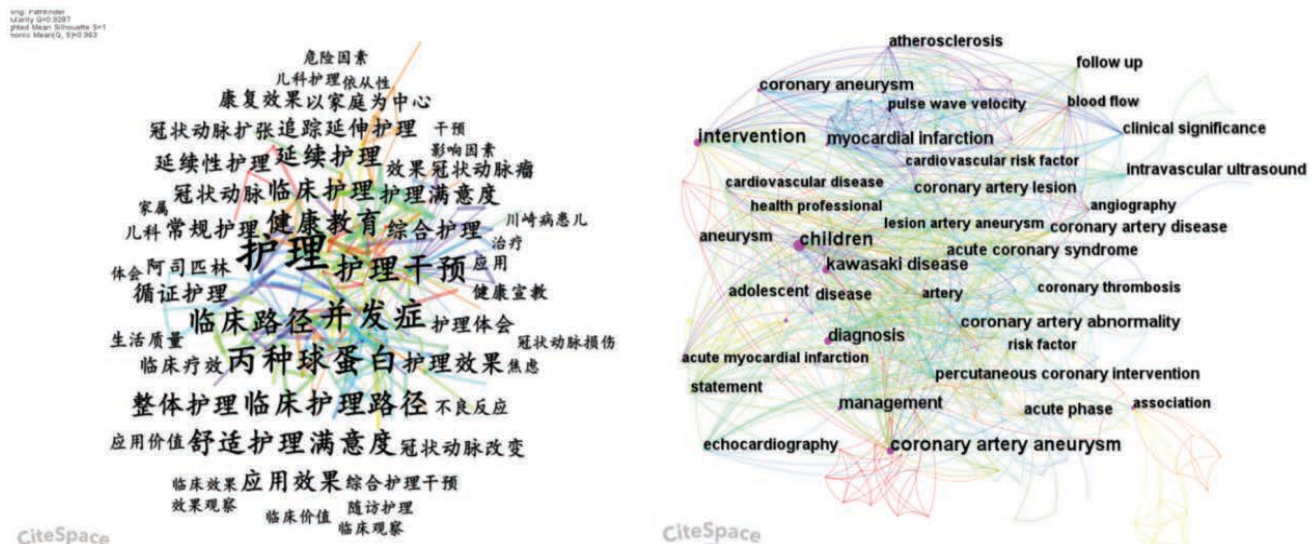 ularity Q=0.9287
ghted Mean Silhouette S=1
monic Mean(Q, S)=0.963
危险因素
儿科护理依从性
康复效果以家庭为中心
冠状动脉扩张追踪延伸护理 干预
影响因素
延续性护理延续护理
效果冠状动脉瘤
冠状动脉临床护理护理满意度
家属
儿科常规护理健康教育综合护理
川崎病患儿
治疗
护理
体会阿司匹林
护理干预应用
循证护理
健康宣教
临床路径并发症护理体会
生活质量
冠状动脉损伤
临床疗效丙种球蛋白护理效果焦虑
整体护理临床护理路径不良反应
应用价值舒适护理满意度冠状动脉改变
临床效果应用效果综合护理干预
效果观察
随访护理
临床价值
临床观察
CiteSpace
atherosclerosis
follow up
coronary aneurysm
pulse wave velocity
blood flow
intervention
myocardial infarction
clinical significance
cardiovascular risk factor
intravascular ultrasound
cardiovascular disease
coronary artery lesion
health professional
angiography
lesion artery aneurysm
coronary artery disease
aneurysm
children
acute coronary syndrome
kawasaki disease
adolescent
disease
artery
coronary thrombosis
diagnosis
coronary artery abnormality
risk factor
acute myocardial infarction
percutaneous coronary intervention
statement
management
acute phase
association
echocardiography
coronary artery aneurysm
CiteSpace